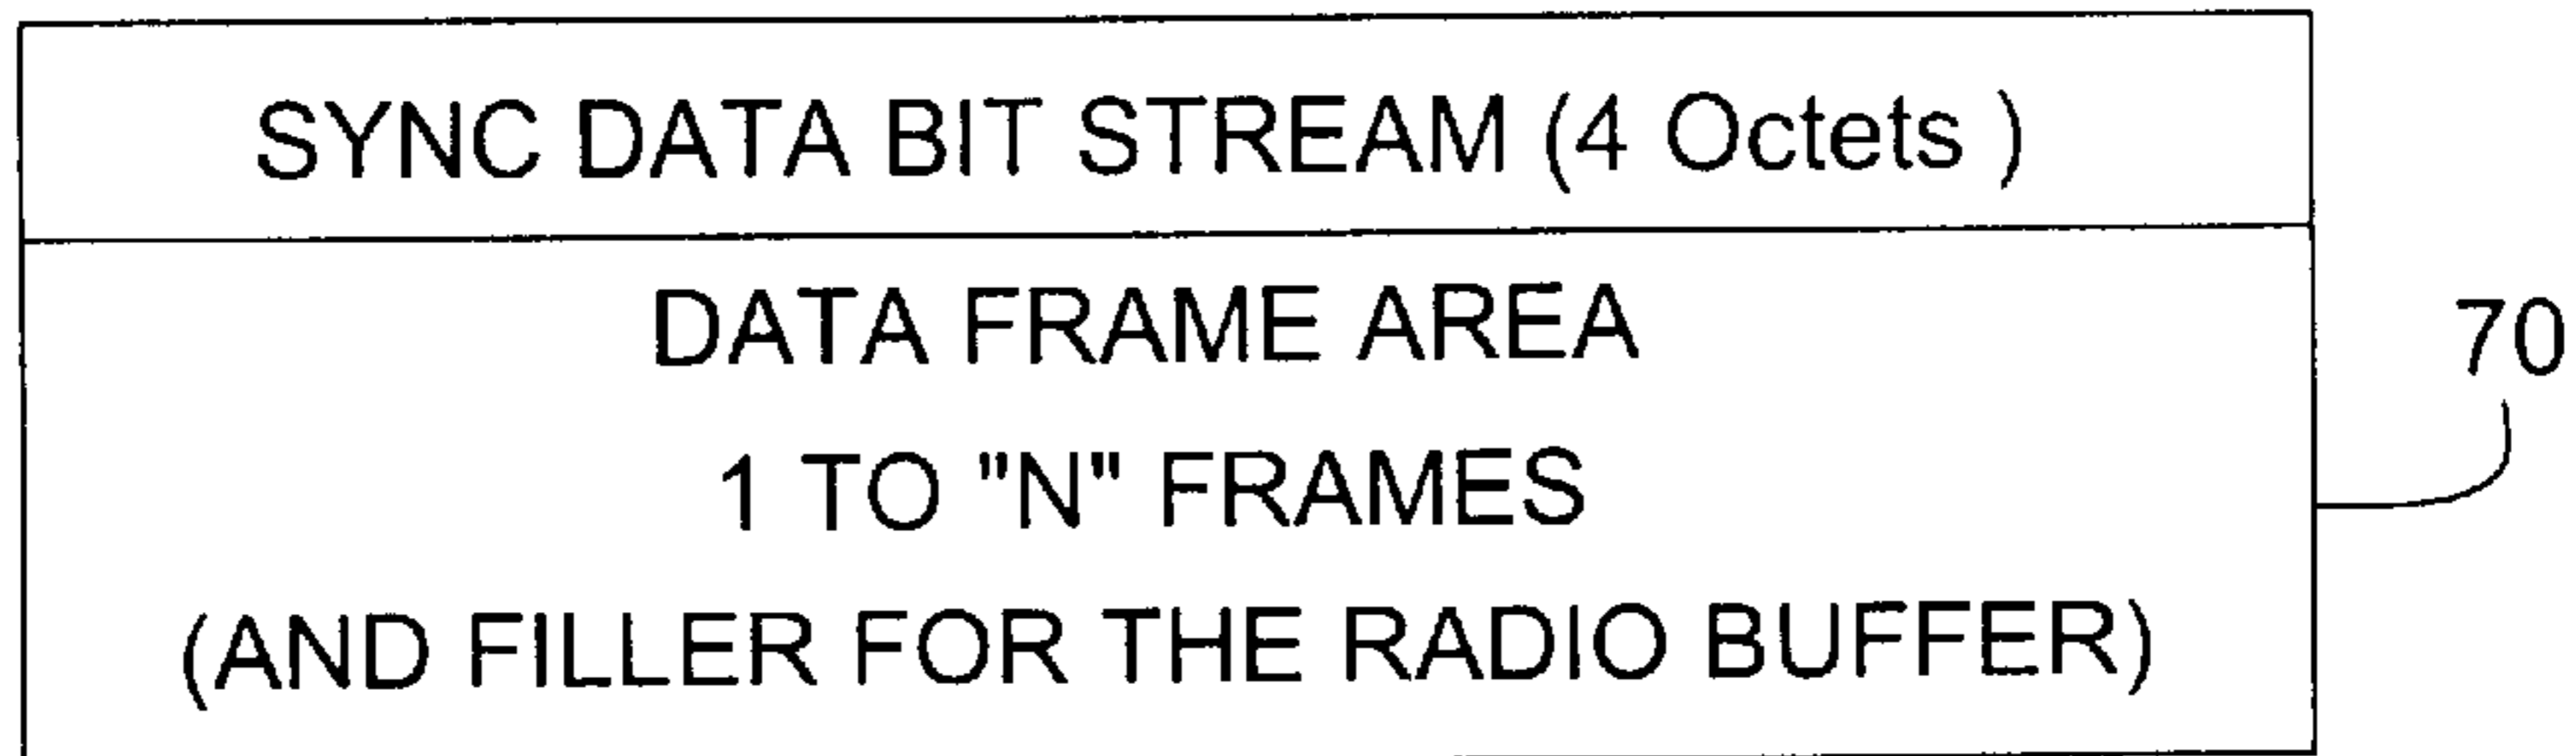 SYNC DATA BIT STREAM (4 Octets )
DATA FRAME AREA
70
1 TO "N" FRAMES
(AND FILLER FOR THE RADIO BUFFER)